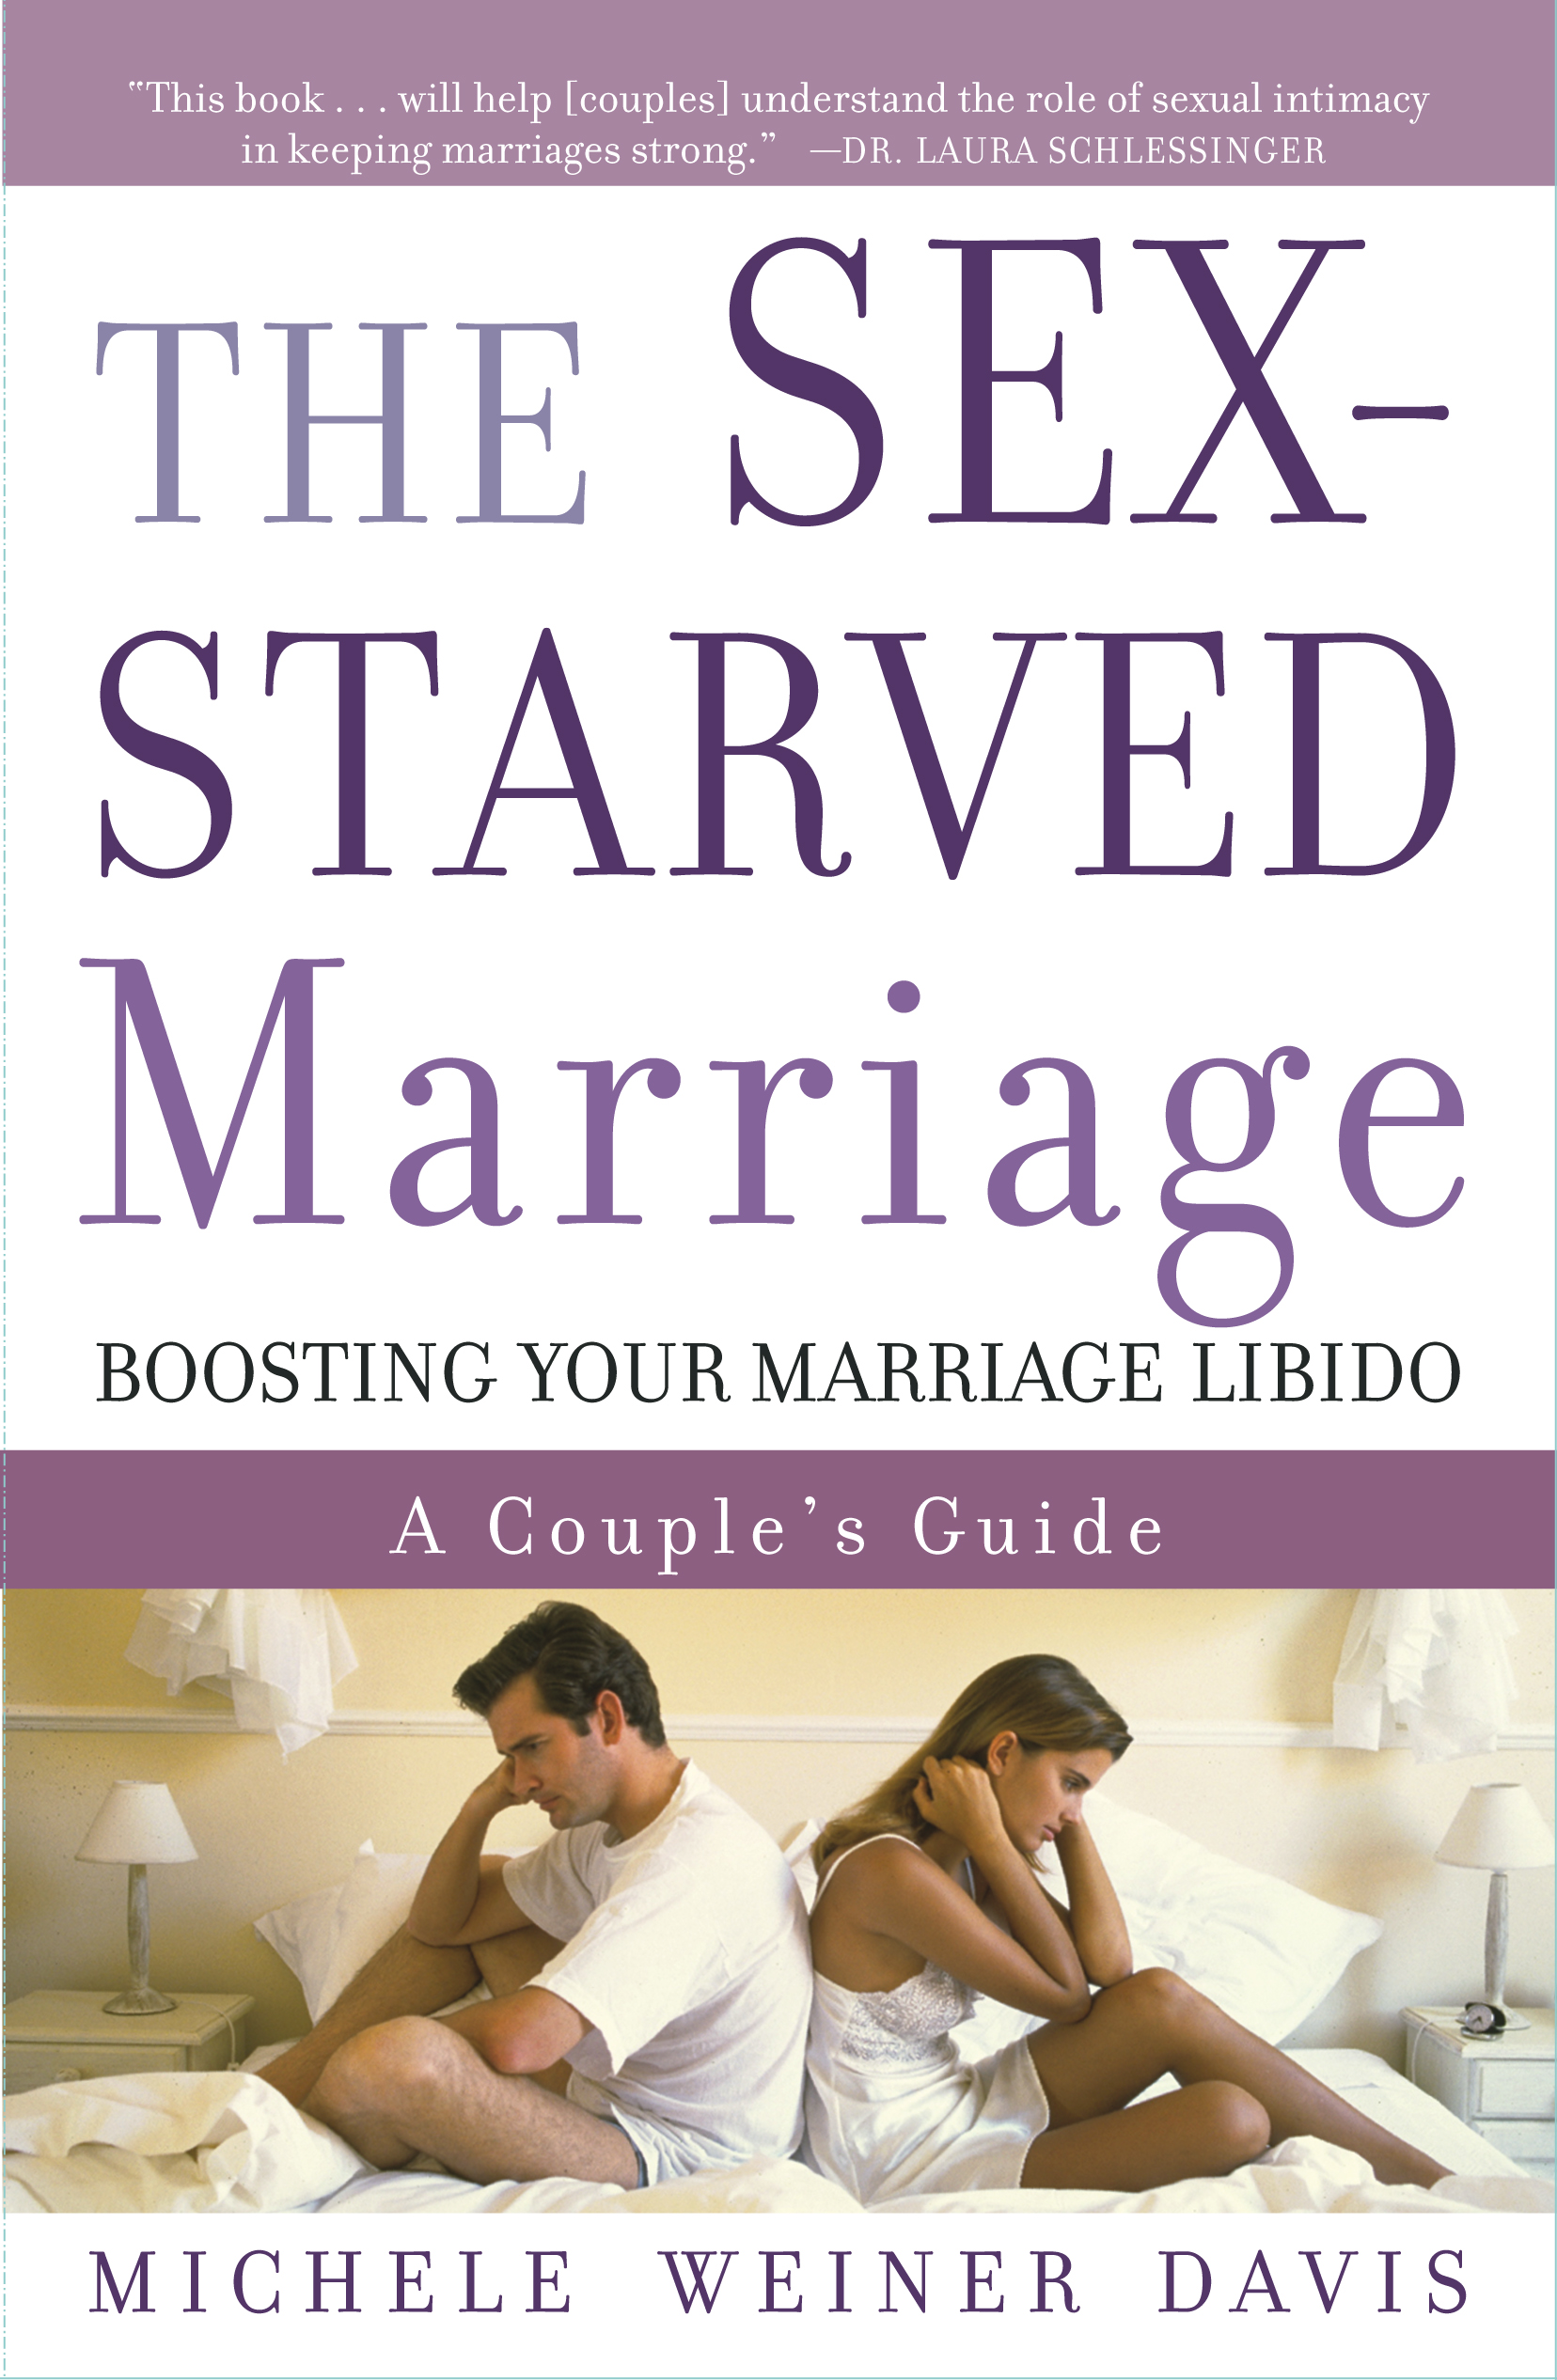 “This book . . . will help [couples] understand the role of sexual intimacy
in keeping marriages strong.” —DR. LAURA SCHLESSINGER
THE SEX-
STARVED
Marriage
BOOSTING YOUR MARRIAGE LIBIDO
A Couple’s Guide
MICHELE WEINER DAVIS